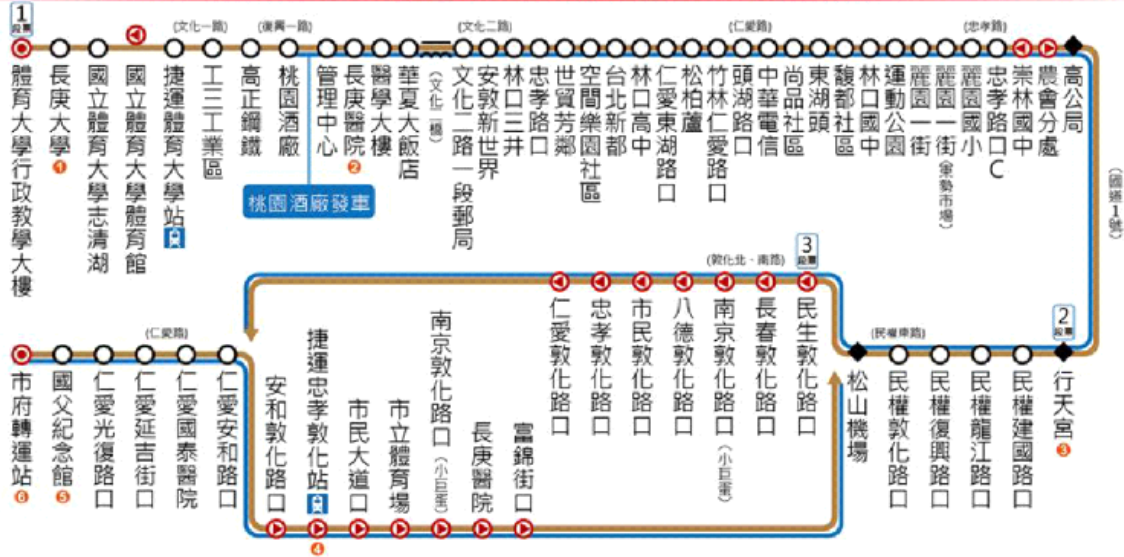 1
段票
(文化一路)
(復興一路)
(文化二路)
(仁愛路)
(忠孝路)
體育大學行政教學大樓
長庚大學
1
國立體育大學志清湖
國立體育大學體育館
捷運體育大學站
工三工業區
高正鋼鐵
桃園酒廠
管理中心
長庚醫院
2
醫學大樓
華夏大飯店
(文化一橋)
文化二路一段郵局
安敦新世界
林口三井
忠孝路口
世貿芳鄰
空間樂園社區
台北新都
林口高中
仁愛東湖路口
松柏蘆
竹林仁愛路口
頭湖路口
中華電信
尚品社區
東湖頭
馥都社區
林口國中
運動公園
麗園一街
麗園一街(東勢市場)
麗園國小
忠孝路口C
崇林國中
農會分處
高公局
桃園酒廠發車
(國道1號)
2
段票
行天宮
3
(民權東路)
民權建國路口
民權龍江路口
民權復興路口
民權敦化路口
松山機場
3
段票
(敦化北、南路)
民生敦化路口
長春敦化路口
南京敦化路口(小巨蛋)
八德敦化路口
市民敦化路口
忠孝敦化路口
仁愛敦化路口
(仁愛路)
仁愛安和路口
仁愛國泰醫院
仁愛延吉街口
仁愛光復路口
國父紀念館
5
市府轉運站
6
安和敦化路口
捷運忠孝敦化站
4
市民大道口
市立體育場
南京敦化路口(小巨蛋)
長庚醫院
富錦街口